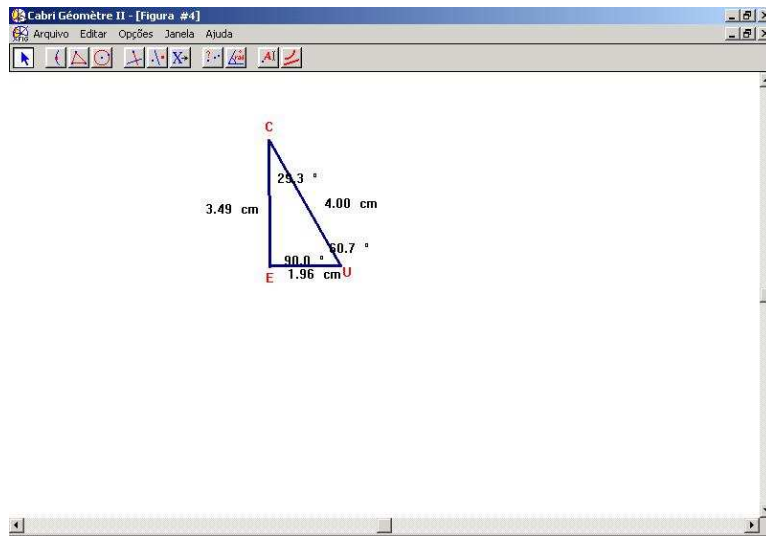 Cabri Géomètre II - [Figura #4]
Arquivo Editar Opções Janela Ajuda
C
29.3 °
3.49 cm
4.00 cm
60.7 °
90.0 °
1.96 cm
E
U